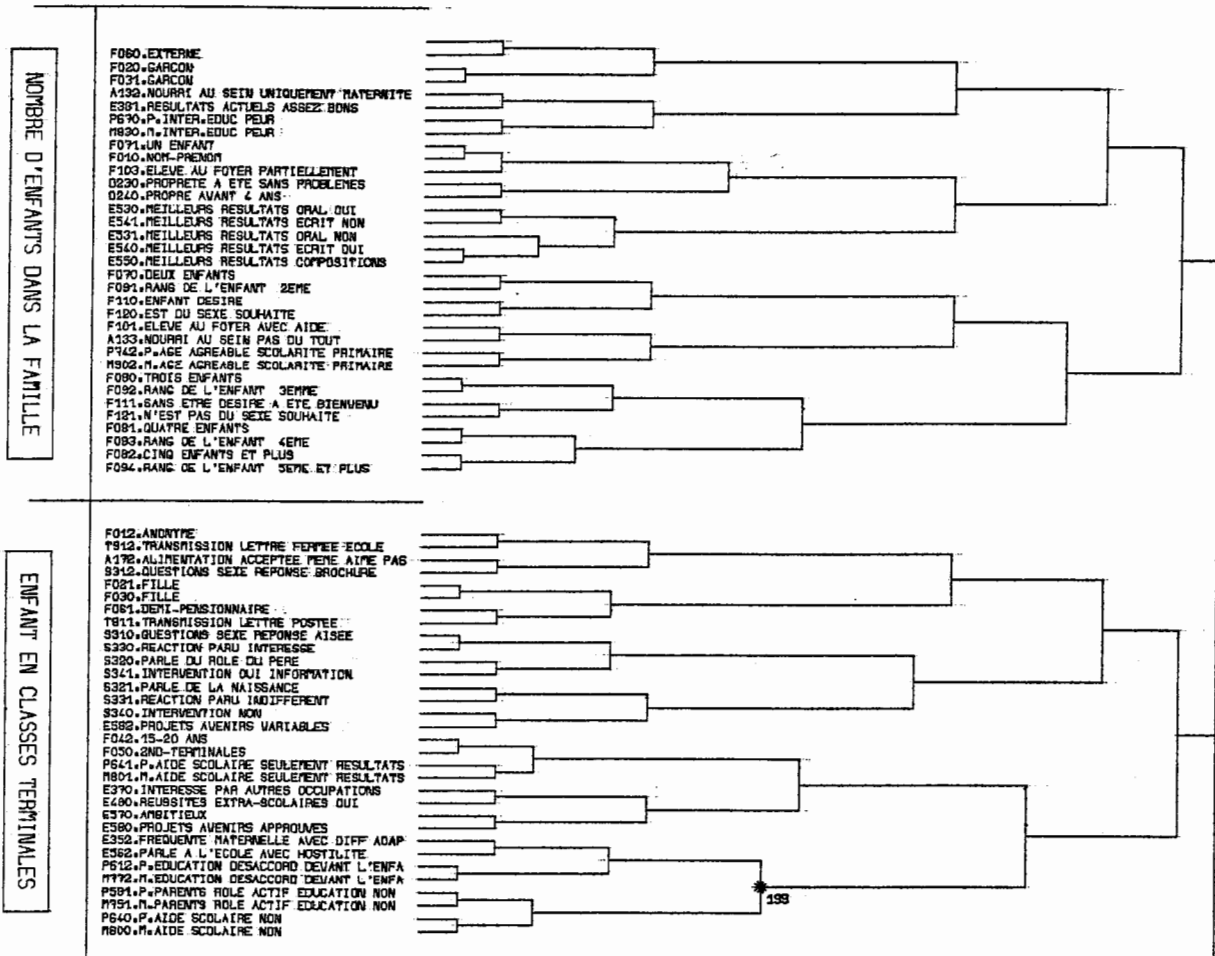 NOMBRE D'ENFANTS DANS LA FAMILLE
F060.EXTERNE
F020.GARCON
F031.GARCON
A132.NOURRI AU SEIN UNIQUEMENT MATERNITE
E381.RESULTATS ACTUELS ASSEZ BONS
P670.P.INTER.EDUC PEUR
M830.M.INTER.EDUC PEUR
F071.UN ENFANT
F010.NOM-PRENOM
F103.ELEVE AU FOYER PARTIELLEMENT
O230.PROPRETE A ETE SANS PROBLEMES
O240.PROPRE AVANT 4 ANS
E530.MEILLEURS RESULTATS ORAL OUI
E541.MEILLEURS RESULTATS ECRIT NON
E531.MEILLEURS RESULTATS ORAL NON
E540.MEILLEURS RESULTATS ECRIT OUI
E550.MEILLEURS RESULTATS COMPOSITIONS
F070.DEUX ENFANTS
F091.RANG DE L'ENFANT 2EME
F110.ENFANT DESIRE
F120.EST DU SEXE SOUHAITE
F101.ELEVE AU FOYER AVEC AIDE
A133.NOURRI AU SEIN PAS DU TOUT
P742.P.AGE AGREABLE SCOLARITE PRIMAIRE
M902.M.AGE AGREABLE SCOLARITE PRIMAIRE
F080.TROIS ENFANTS
F092.RANG DE L'ENFANT 3EMME
F111.SANS ETRE DESIRE A ETE BIENVENU
F121.N'EST PAS DU SEXE SOUHAITE
F081.QUATRE ENFANTS
F093.RANG DE L'ENFANT 4EME
F082.CINQ ENFANTS ET PLUS
F094.RANG DE L'ENFANT 5EME ET PLUS
ENFANT EN CLASSES TERMINALES
F012.ANONYME
T912.TRANSMISSION LETTRE FERMEE ECOLE
A172.ALIMENTATION ACCEPTEE MEME AIME PAS
S312.QUESTIONS SEXE REPONSE BROCHURE
F021.FILLE
F030.FILLE
F061.DEMI-PENSIONNAIRE
T911.TRANSMISSION LETTRE POSTEE
S310.QUESTIONS SEXE REPONSE AISEE
S330.REACTION PARU INTERESSE
S320.PARLE DU ROLE DU PERE
S341.INTERVENTION OUI INFORMATION
S321.PARLE DE LA NAISSANCE
S331.REACTION PARU INDIFFERENT
S340.INTERVENTION NON
E582.PROJETS AVENIRS VARIABLES
F042.15-20 ANS
F050.2ND-TERMINALES
P641.P.AIDE SCOLAIRE SEULEMENT RESULTATS
M801.M.AIDE SCOLAIRE SEULEMENT RESULTATS
E370.INTERESSE PAR AUTRES OCCUPATIONS
E480.REUSSITES EXTRA-SCOLAIRES OUI
E570.AMBITIEUX
E580.PROJETS AVENIRS APPROUVES
E352.FREQUENTE MATERNELLE AVEC DIFF ADAP
E562.PARLE A L'ECOLE AVEC HOSTILITE
P612.P.EDUCATION DESACCORD DEVANT L'ENFA
M772.M.EDUCATION DESACCORD DEVANT L'ENFA
P591.P.PARENTS ROLE ACTIF EDUCATION NON
M751.M.PARENTS ROLE ACTIF EDUCATION NON
P640.P.AIDE SCOLAIRE NON
M800.M.AIDE SCOLAIRE NON
199